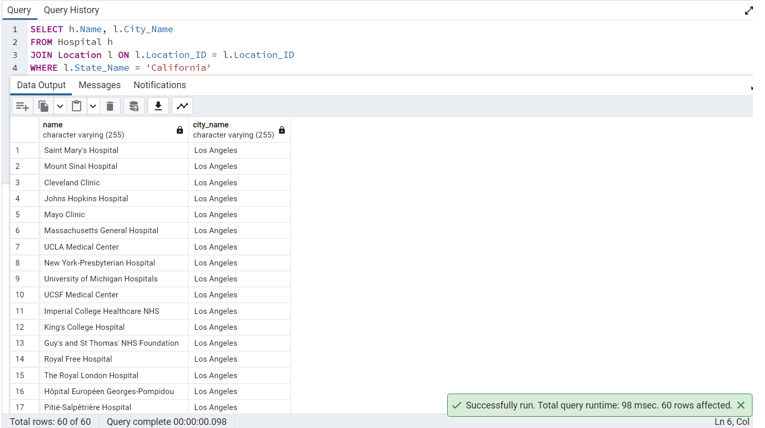 Query Query History
1 SELECT h.Name, l.City_Name
2 FROM Hospital h
3 JOIN Location l ON l.Location_ID = l.Location_ID
4 WHERE l.State_Name = 'California'
Data Output Messages Notifications
name city_name
character varying (255) character varying (255)
1 Saint Mary's Hospital Los Angeles
2 Mount Sinai Hospital Los Angeles
3 Cleveland Clinic Los Angeles
4 Johns Hopkins Hospital Los Angeles
5 Mayo Clinic Los Angeles
6 Massachusetts General Hospital Los Angeles
7 UCLA Medical Center Los Angeles
8 New York-Presbyterian Hospital Los Angeles
9 University of Michigan Hospitals Los Angeles
10 UCSF Medical Center Los Angeles
11 Imperial College Healthcare NHS Los Angeles
12 King's College Hospital Los Angeles
13 Guy's and St Thomas' NHS Foundation Los Angeles
14 Royal Free Hospital Los Angeles
15 The Royal London Hospital Los Angeles
16 Hôpital Européen Georges-Pompidou Los Angeles
17 Pitié-Salpêtrière Hospital Los Angeles
Successfully run. Total query runtime: 98 msec. 60 rows affected.
Total rows: 60 of 60 Query complete 00:00:00.098 Ln 6, Col